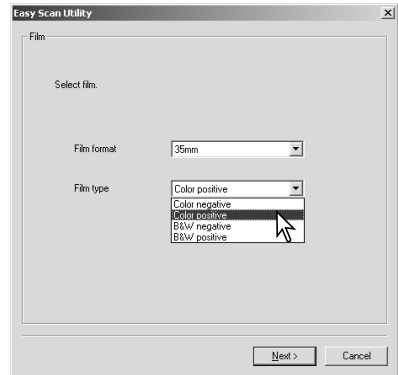 Easy Scan Utility
Film
Select film.
Film format 35mm
Film type Color positive
Color negative
Color positive
B&W negative
B&W positive
Next > Cancel